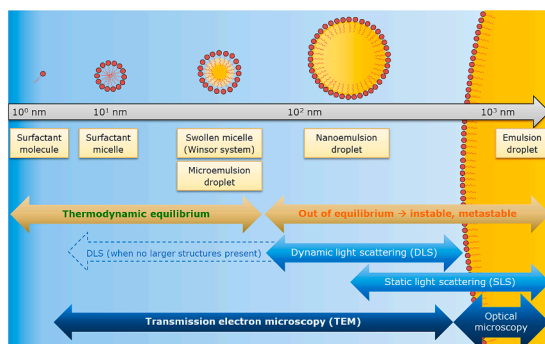 10⁰ nm
10¹ nm
10² nm
10³ nm
Surfactant
molecule
Surfactant
micelle
Swollen micelle
(Winsor system)
Microemulsion
droplet
Nanoemulsion
droplet
Emulsion
droplet
Thermodynamic equilibrium
Out of equilibrium → instable, metastable
DLS (when no larger structures present)
Dynamic light scattering (DLS)
Static light scattering (SLS)
Transmission electron microscopy (TEM)
Optical
microscopy